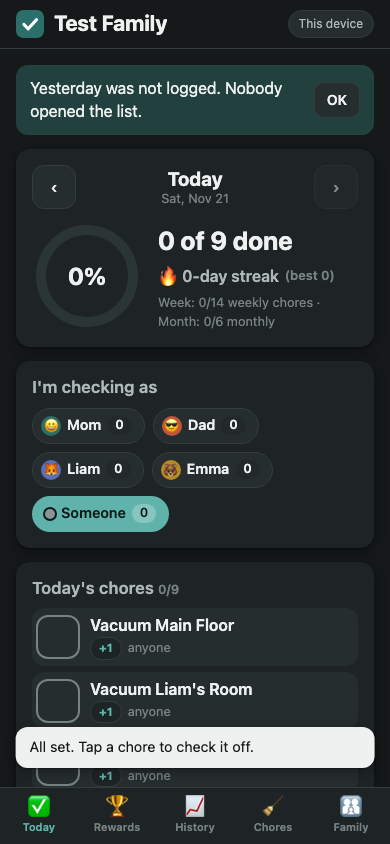 Test Family
This device
Yesterday was not logged. Nobody
opened the list.
OK
‹
Today
›
Sat, Nov 21
0%
0 of 9 done
0-day streak (best 0)
Week: 0/14 weekly chores ·
Month: 0/6 monthly
I'm checking as
Mom 0
Dad 0
Liam 0
Emma 0
Someone 0
Today's chores 0/9
Vacuum Main Floor
+1 anyone
Vacuum Liam's Room
+1 anyone
All set. Tap a chore to check it off.
+1 anyone
Today
Rewards
History
Chores
Family